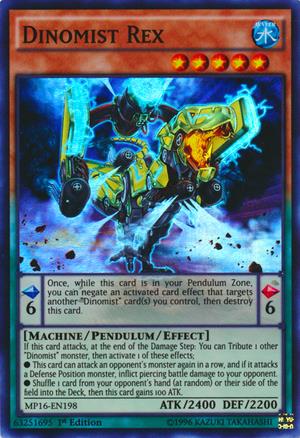 DINOMIST REX
WATER
水
Once, while this card is in your Pendulum Zone,
you can negate an activated card effect that targets
another "Dinomist" card(s) you control, then destroy
this card.
6
6
[MACHINE/PENDULUM/EFFECT]
If this card attacks, at the end of the Damage Step: You can Tribute 1 other
"Dinomist" monster, then activate 1 of these effects;
● This card can attack an opponent's monster again in a row, and if it attacks
a Defense Position monster, inflict piercing battle damage to your opponent.
● Shuffle 1 card from your opponent's hand (at random) or their side of the
field into the Deck, then this card gains 100 ATK.
MP16-EN198
ATK/2400 DEF/2200
63251695
1st Edition
©1996 KAZUKI TAKAHASHI